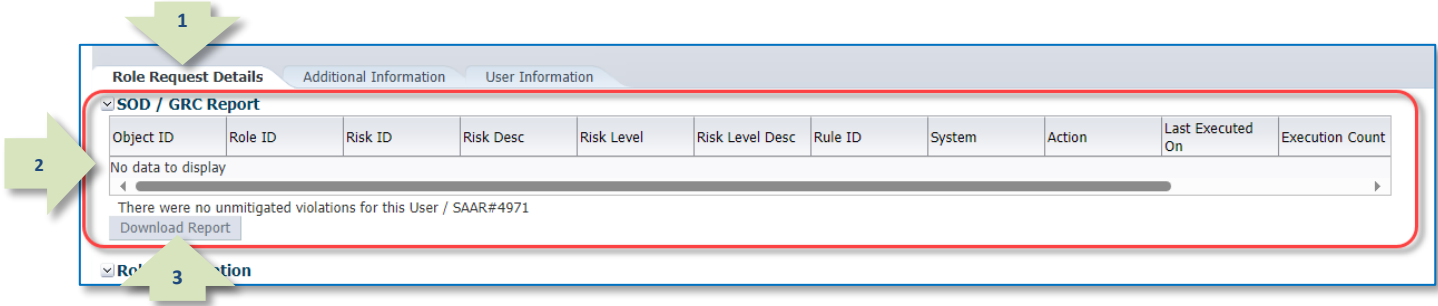 1
Role Request Details Additional Information User Information
SOD / GRC Report
Object ID Role ID Risk ID Risk Desc Risk Level Risk Level Desc Rule ID System Action Last Executed On Execution Count
2
No data to display
There were no unmitigated violations for this User / SAAR#4971
Download Report
3